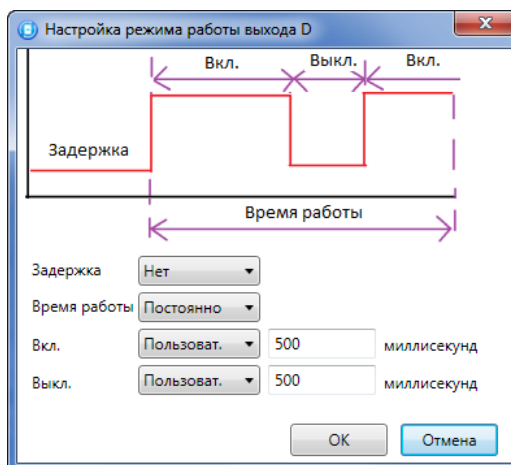 Настройка режима работы выхода D
Вкл. Выкл. Вкл.
Задержка
Время работы
Задержка Нет
Время работы Постоянно
Вкл. Пользоват. 500 миллисекунд
Выкл. Пользоват. 500 миллисекунд
OK Отмена